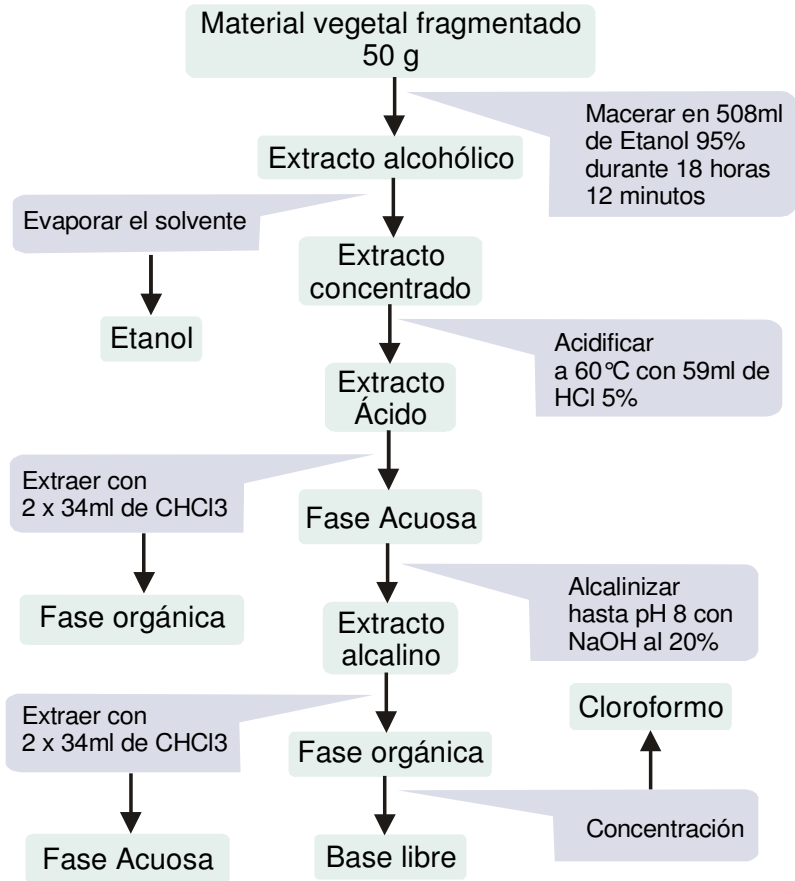 Material vegetal fragmentado
50 g
Macerar en 508ml
de Etanol 95%
durante 18 horas
12 minutos
Extracto alcohólico
Evaporar el solvente
Etanol
Extracto
concentrado
Acidificar
a 60°C con 59ml de
HCl 5%
Extracto
Ácido
Extraer con
2 x 34ml de CHCl3
Fase orgánica
Fase Acuosa
Alcalinizar
hasta pH 8 con
NaOH al 20%
Extracto
alcalino
Extraer con
2 x 34ml de CHCl3
Fase Acuosa
Fase orgánica
Cloroformo
Concentración
Base libre